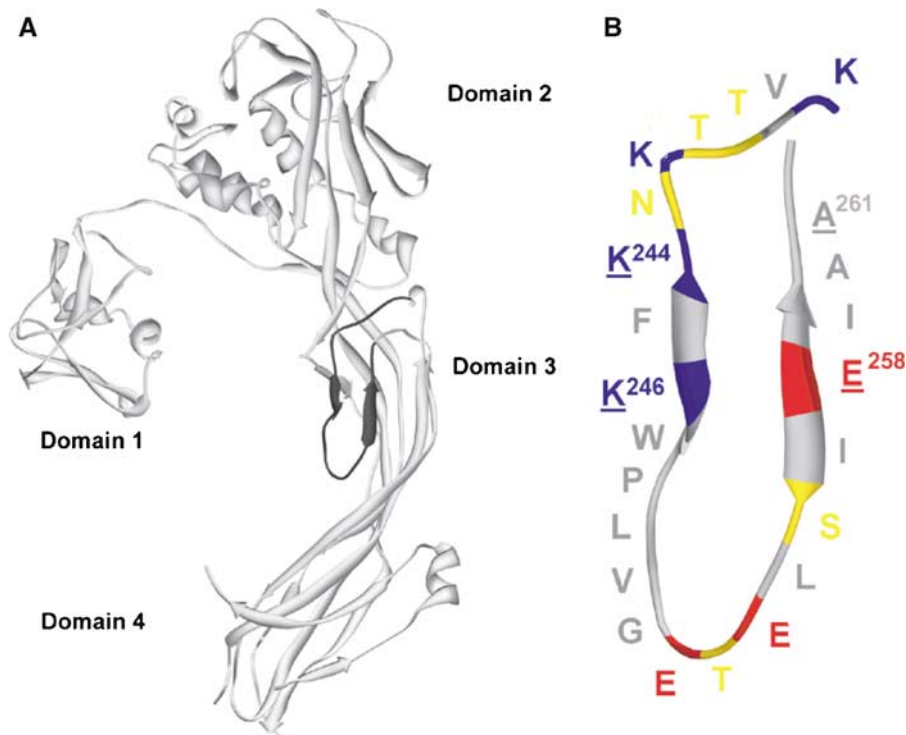 A
Domain 2
Domain 1
Domain 3
Domain 4
B
K
V
T
T
K
N
K244
F
K246
W
P
L
V
G
E
T
E
L
S
I
E258
I
A
A261